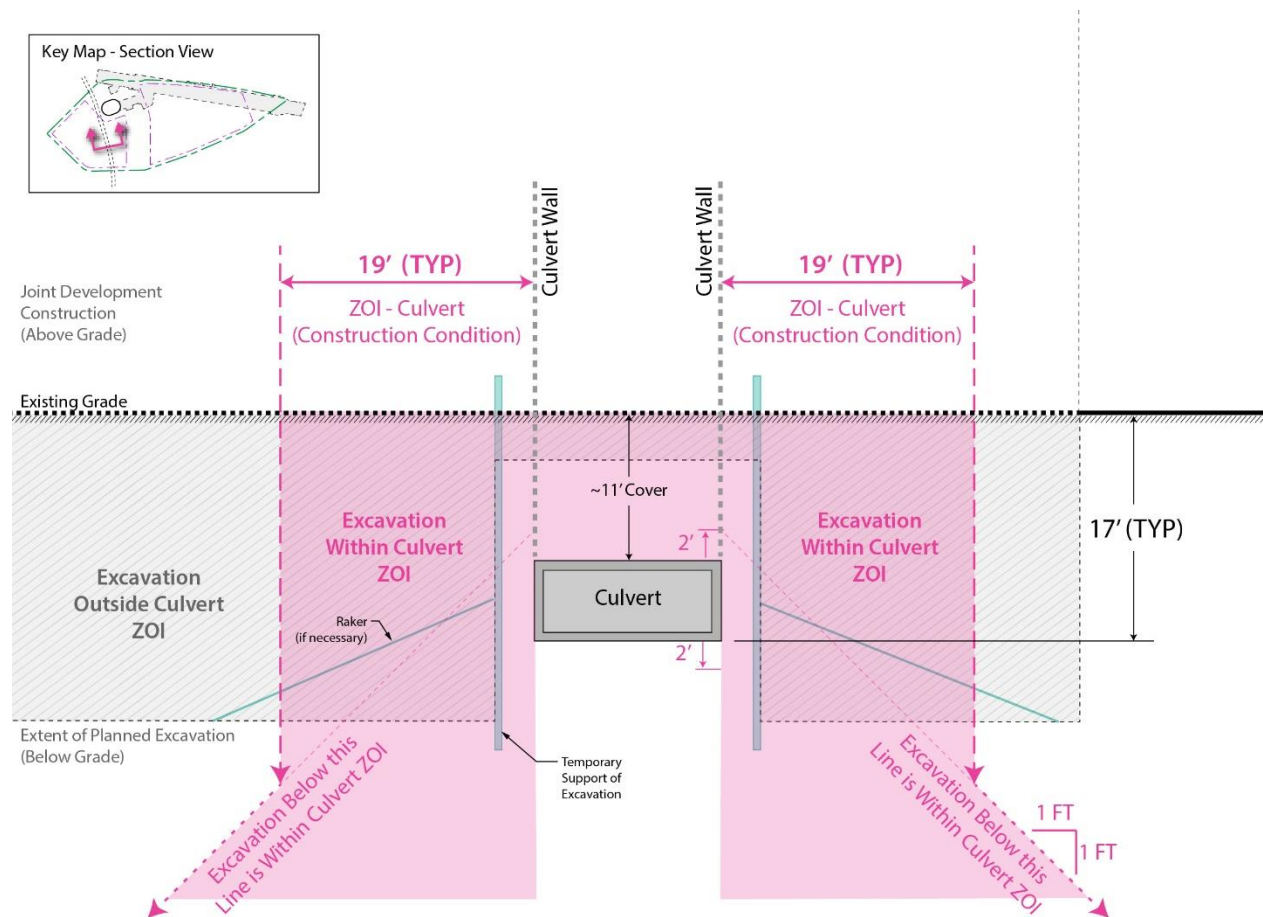 Key Map - Section View
Culvert Wall
Culvert Wall
19' (TYP)
19' (TYP)
Joint Development
Construction
(Above Grade)
ZOI - Culvert
(Construction Condition)
ZOI - Culvert
(Construction Condition)
Existing Grade
~11' Cover
17' (TYP)
Excavation
Within Culvert
ZOI
Excavation
Within Culvert
ZOI
2'
Excavation
Outside Culvert
ZOI
Culvert
Raker
(if necessary)
2'
Extent of Planned Excavation
(Below Grade)
Temporary
Support of
Excavation
Excavation Below this
Line is Within Culvert ZOI
Excavation Below this
Line is Within Culvert ZOI
1 FT
1 FT